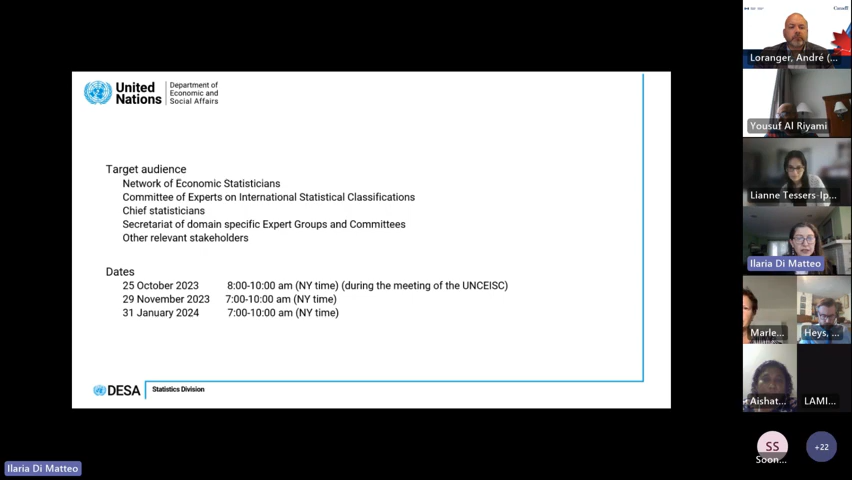 United Nations
Department of
Economic and
Social Affairs
Target audience
Network of Economic Statisticians
Committee of Experts on International Statistical Classifications
Chief statisticians
Secretariat of domain specific Expert Groups and Committees
Other relevant stakeholders
Dates
25 October 2023 8:00-10:00 am (NY time) (during the meeting of the UNCEISC)
29 November 2023 7:00-10:00 am (NY time)
31 January 2024 7:00-10:00 am (NY time)
DESA Statistics Division
Canada
Loranger, André (...
Yousuf Al Riyami
Lianne Tessers-Ip...
Ilaria Di Matteo
Marle...
Heys, ...
Aishat...
LAMI...
SS
Soon...
+22
Ilaria Di Matteo